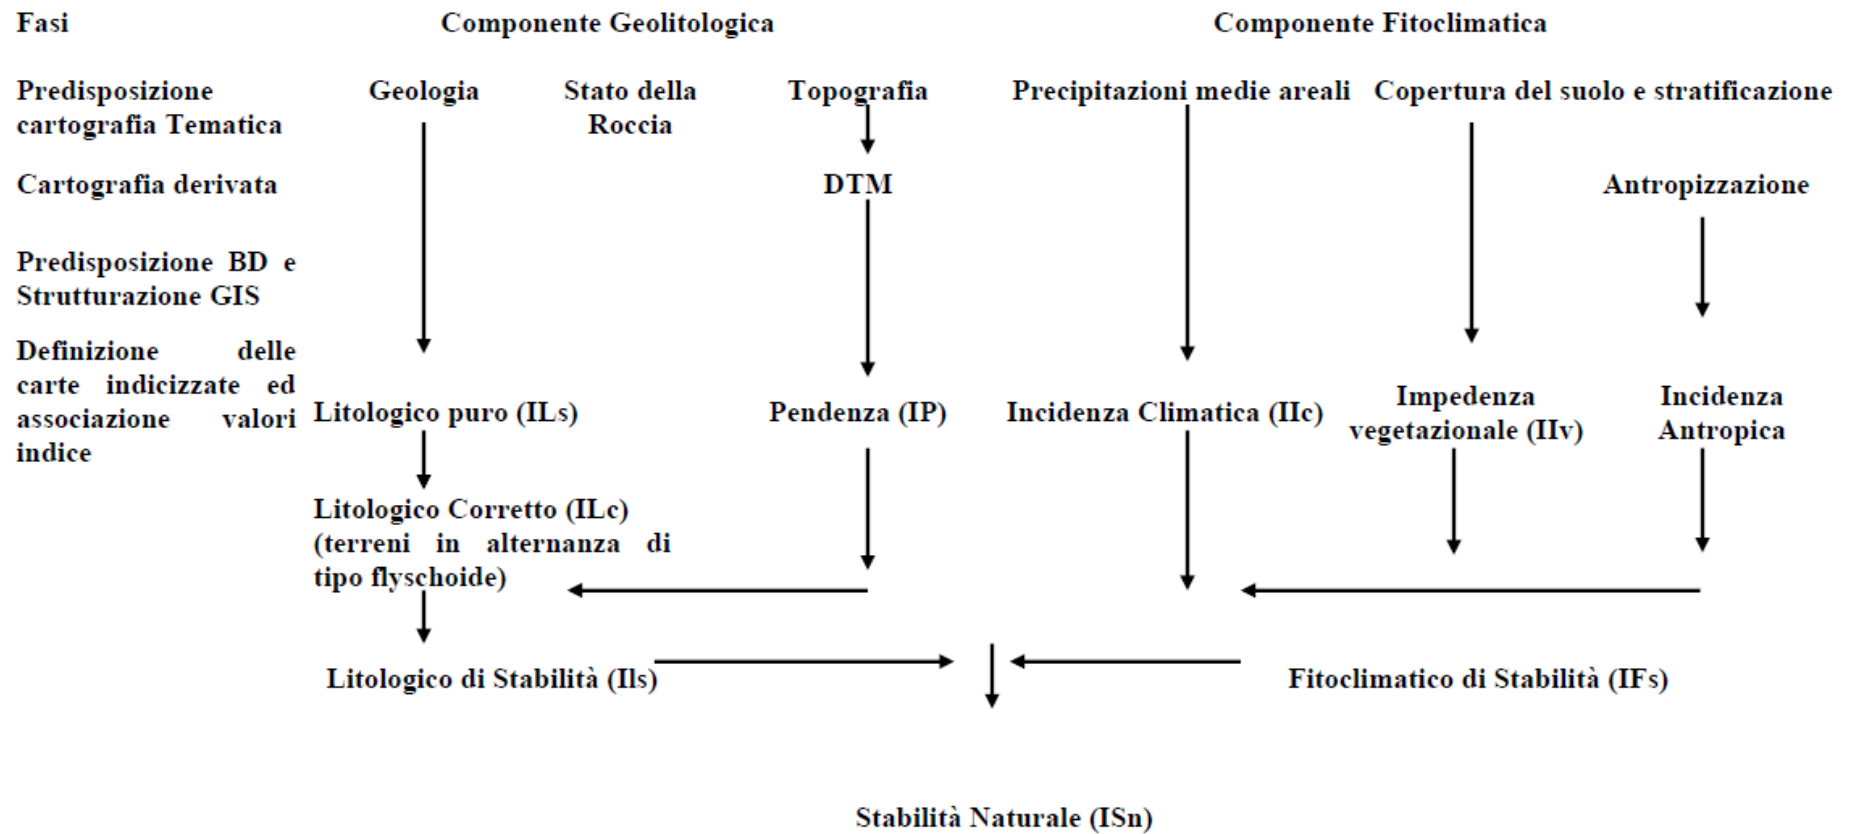 Fasi
Componente Geolitologica
Componente Fitoclimatica
Predisposizione
cartografia Tematica
Geologia
Stato della
Roccia
Topografia
Precipitazioni medie areali
Copertura del suolo e stratificazione
Cartografia derivata
DTM
Antropizzazione
Predisposizione BD e
Strutturazione GIS
Definizione delle
carte indicizzate ed
associazione valori
indice
Litologico puro (ILs)
Pendenza (IP)
Incidenza Climatica (IIc)
Impedenza
vegetazionale (IIv)
Incidenza
Antropica
Litologico Corretto (ILc)
(terreni in alternanza di
tipo flyschoide)
Litologico di Stabilità (Ils)
Fitoclimatico di Stabilità (IFs)
Stabilità Naturale (ISn)